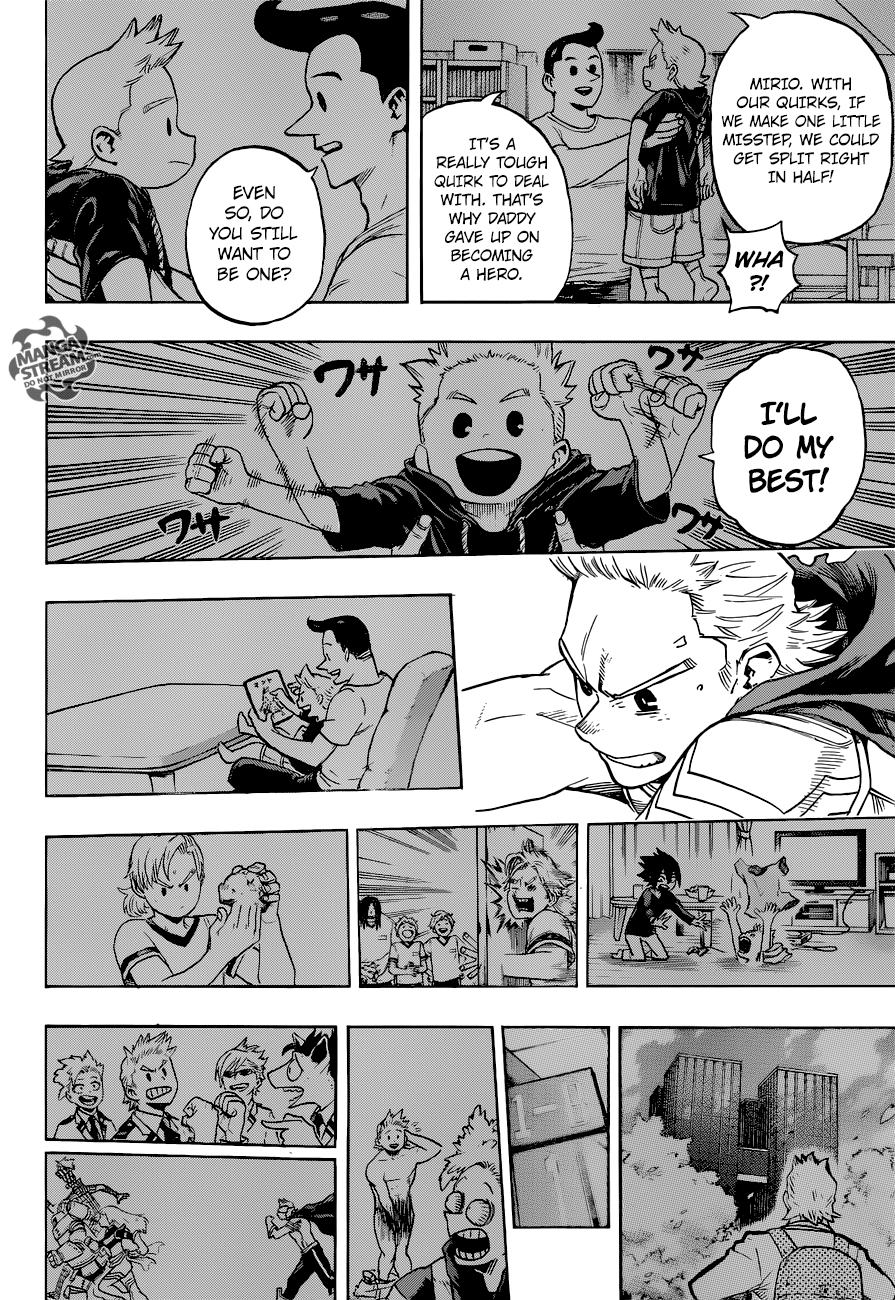 MIRIO. WITH
OUR QUIRKS, IF
WE MAKE ONE LITTLE
MISSTEP, WE COULD
GET SPLIT RIGHT
IN HALF!
WHA
?!
IT'S A
REALLY TOUGH
QUIRK TO DEAL
WITH. THAT'S
WHY DADDY
GAVE UP ON
BECOMING
A HERO.
EVEN
SO, DO
YOU STILL
WANT TO
BE ONE?
MANGA
STREAM.com
DO NOT MIRROR
ワサ
ワサ
I'LL
DO MY
BEST!
ワサ
ワサ